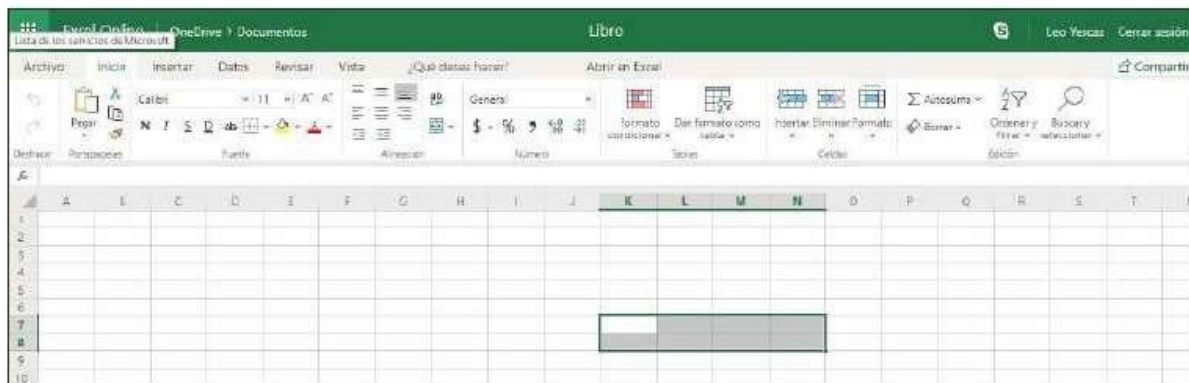 Excel Online OneDrive > Documentos Libro Leo Yescas Cerrar sesión
Lista de los servicios de Microsoft
Archivo Inicio Insertar Datos Revisar Vista ¿Qué desea hacer? Abrir en Excel Compartir
Calibri 11 General Autosuma
Pegar N I S D ab $ % Formato condicional Dar formato como tabla Insertar Eliminar Formato Borrar Ordenar y filtrar Buscar y seleccionar
Deshacer Portapapeles Fuente Alineación Número Tablas Celdas Edición
fx
A B C D E F G H I J K L M N O P Q R S T
1
2
3
4
5
6
7
8
9
10